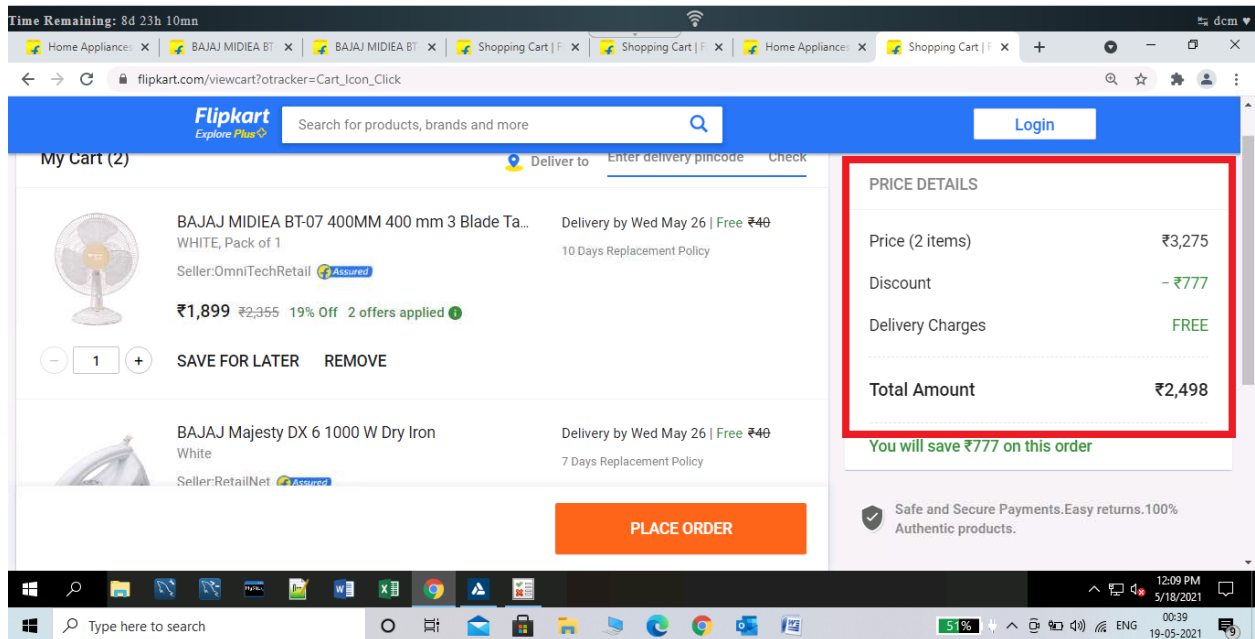 Time Remaining: 8d 23h 10mn
dcm
Home Appliances
BAJAJ MIDIEA BT
BAJAJ MIDIEA BT
Shopping Cart | F
Shopping Cart | F
Home Appliances
Shopping Cart | F
flipkart.com/viewcart?otracker=Cart_Icon_Click
Flipkart
Explore Plus
Search for products, brands and more
Login
My Cart (2)
Deliver to
Enter delivery pincode
Check
BAJAJ MIDIEA BT-07 400MM 400 mm 3 Blade Ta...
WHITE, Pack of 1
Seller:OmniTechRetail Assured
₹1,899 ₹2,355 19% Off 2 offers applied
Delivery by Wed May 26 | Free ₹40
10 Days Replacement Policy
1
SAVE FOR LATER REMOVE
BAJAJ Majesty DX 6 1000 W Dry Iron
White
Seller:RetailNet Assured
Delivery by Wed May 26 | Free ₹40
7 Days Replacement Policy
PLACE ORDER
PRICE DETAILS
Price (2 items) ₹3,275
Discount − ₹777
Delivery Charges FREE
Total Amount ₹2,498
You will save ₹777 on this order
Safe and Secure Payments.Easy returns.100%
Authentic products.
12:09 PM
5/18/2021
Type here to search
51%
ENG
00:39
19-05-2021